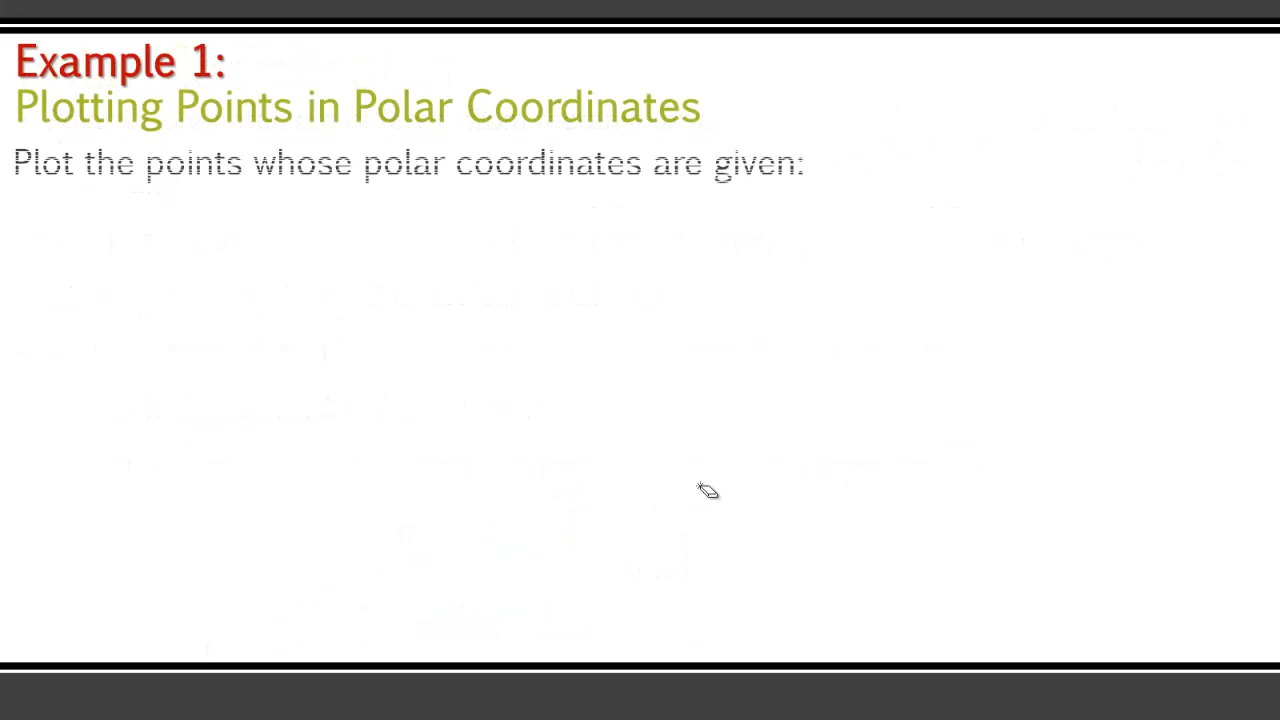 Example 1:
Plotting Points in Polar Coordinates
Plot the points whose polar coordinates are given: